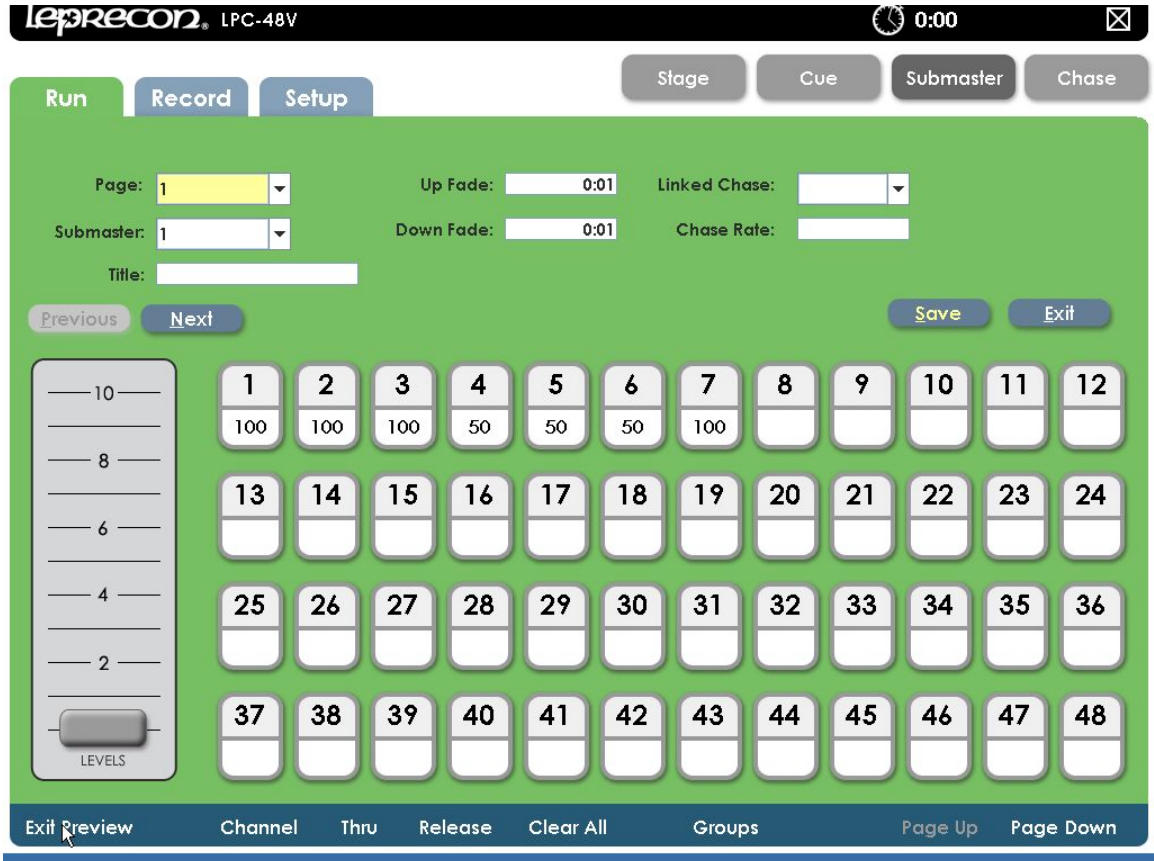 leprecon® LPC-48V 0:00
Stage Cue Submaster Chase
Run Record Setup
Page: 1 Up Fade: 0:01 Linked Chase:
Submaster: 1 Down Fade: 0:01 Chase Rate:
Title:
Previous Next Save Exit
10
8
6
4
2
LEVELS
1 2 3 4 5 6 7 8 9 10 11 12
100 100 100 50 50 50 100
13 14 15 16 17 18 19 20 21 22 23 24
25 26 27 28 29 30 31 32 33 34 35 36
37 38 39 40 41 42 43 44 45 46 47 48
Exit Preview Channel Thru Release Clear All Groups Page Up Page Down